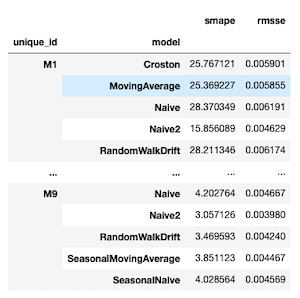 smape rmsse
unique_id model
M1 Croston 25.767121 0.005901
MovingAverage 25.369227 0.005855
Naive 28.370349 0.006191
Naive2 15.856089 0.004629
RandomWalkDrift 28.211346 0.006174
... ... ... ...
M9 Naive 4.202764 0.004667
Naive2 3.057126 0.003980
RandomWalkDrift 3.469593 0.004240
SeasonalMovingAverage 3.851123 0.004467
SeasonalNaive 4.028564 0.004569